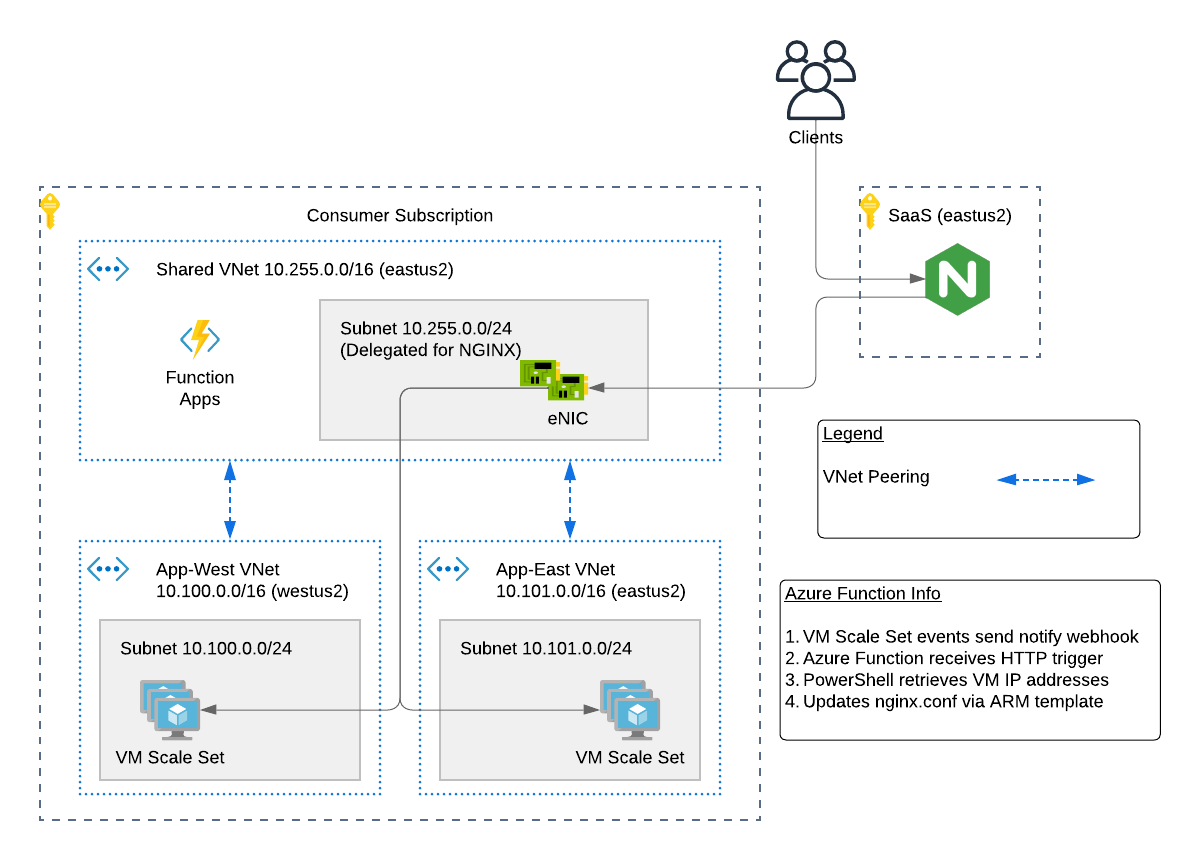 Clients
Consumer Subscription
SaaS (eastus2)
Shared VNet 10.255.0.0/16 (eastus2)
Function
Apps
Subnet 10.255.0.0/24
(Delegated for NGINX)
eNIC
Legend
VNet Peering
App-West VNet
10.100.0.0/16 (westus2)
Subnet 10.100.0.0/24
VM Scale Set
App-East VNet
10.101.0.0/16 (eastus2)
Subnet 10.101.0.0/24
VM Scale Set
Azure Function Info
1. VM Scale Set events send notify webhook
2. Azure Function receives HTTP trigger
3. PowerShell retrieves VM IP addresses
4. Updates nginx.conf via ARM template